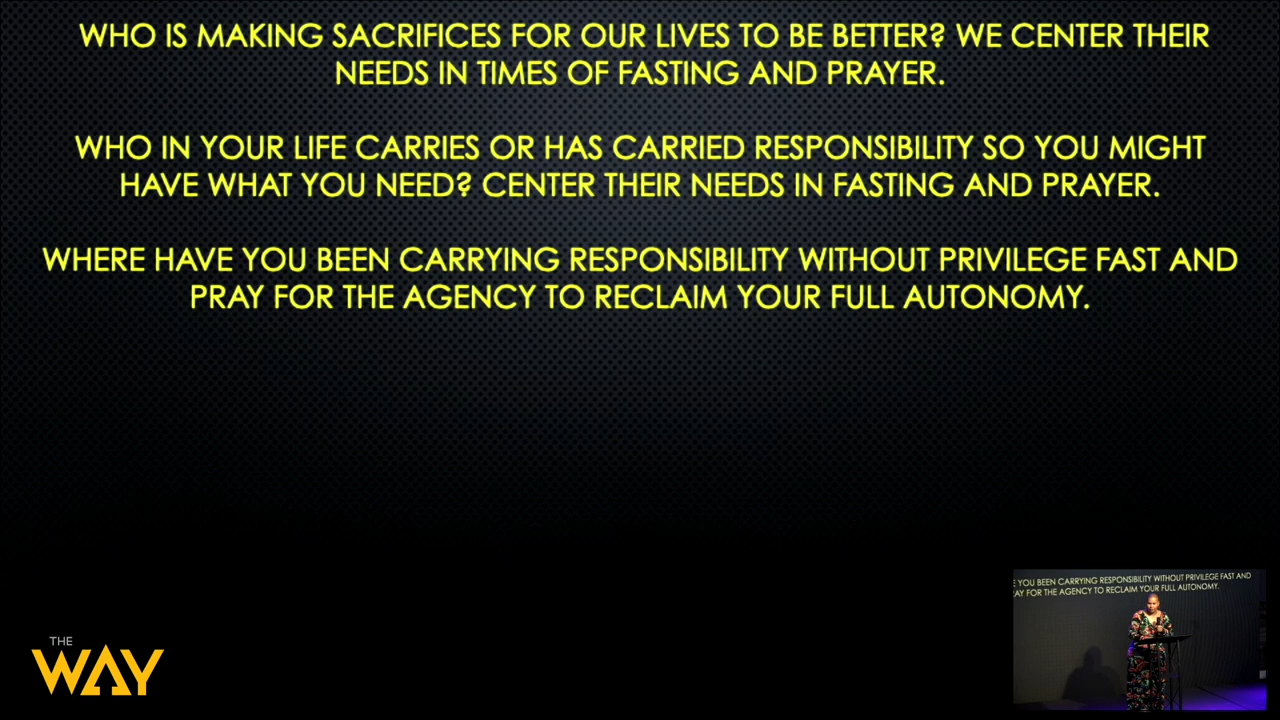 WHO IS MAKING SACRIFICES FOR OUR LIVES TO BE BETTER? WE CENTER THEIR
NEEDS IN TIMES OF FASTING AND PRAYER.
WHO IN YOUR LIFE CARRIES OR HAS CARRIED RESPONSIBILITY SO YOU MIGHT
HAVE WHAT YOU NEED? CENTER THEIR NEEDS IN FASTING AND PRAYER.
WHERE HAVE YOU BEEN CARRYING RESPONSIBILITY WITHOUT PRIVILEGE FAST AND
PRAY FOR THE AGENCY TO RECLAIM YOUR FULL AUTONOMY.
YOU BEEN CARRYING RESPONSIBILITY WITHOUT PRIVILEGE FAST AND
FOR THE AGENCY TO RECLAIM YOUR FULL AUTONOMY.
THE
WAY